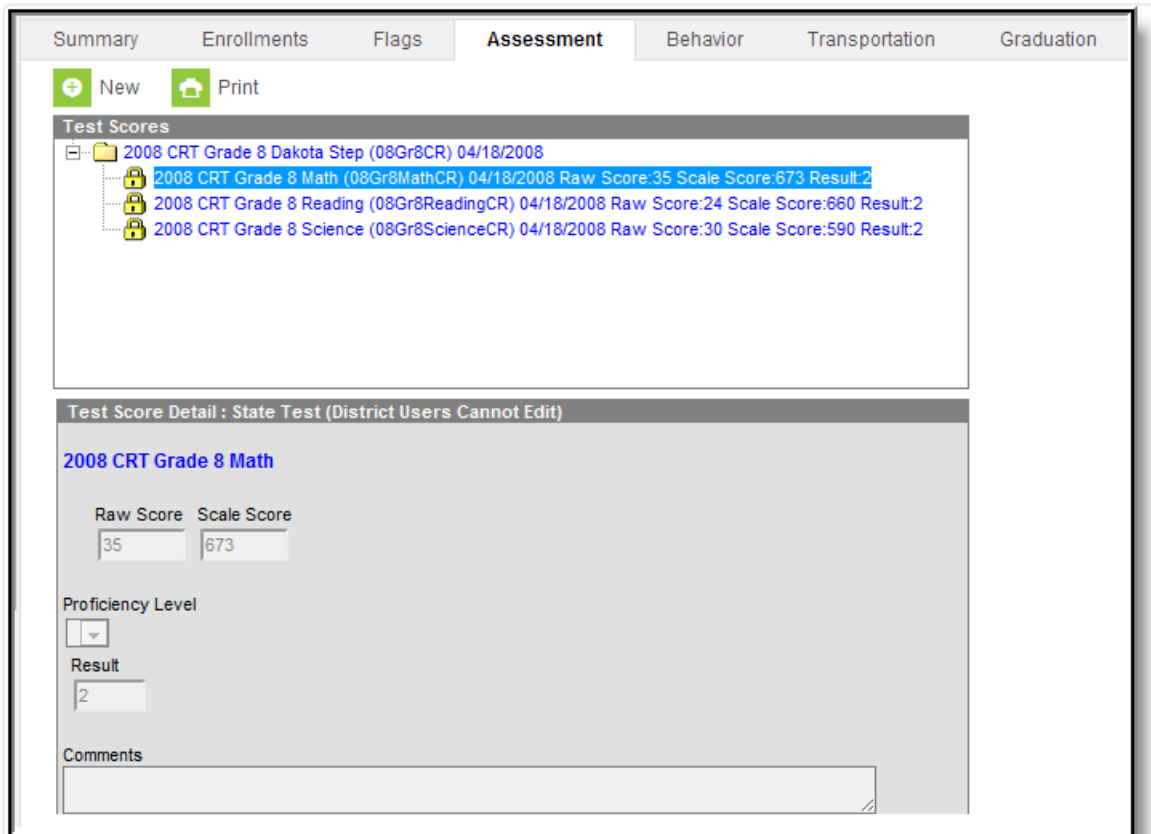 Summary Enrollments Flags Assessment Behavior Transportation Graduation
New Print
Test Scores
2008 CRT Grade 8 Dakota Step (08Gr8CR) 04/18/2008
2008 CRT Grade 8 Math (08Gr8MathCR) 04/18/2008 Raw Score:35 Scale Score:673 Result:2
2008 CRT Grade 8 Reading (08Gr8ReadingCR) 04/18/2008 Raw Score:24 Scale Score:660 Result:2
2008 CRT Grade 8 Science (08Gr8ScienceCR) 04/18/2008 Raw Score:30 Scale Score:590 Result:2
Test Score Detail : State Test (District Users Cannot Edit)
2008 CRT Grade 8 Math
Raw Score Scale Score
35 673
Proficiency Level
Result
2
Comments